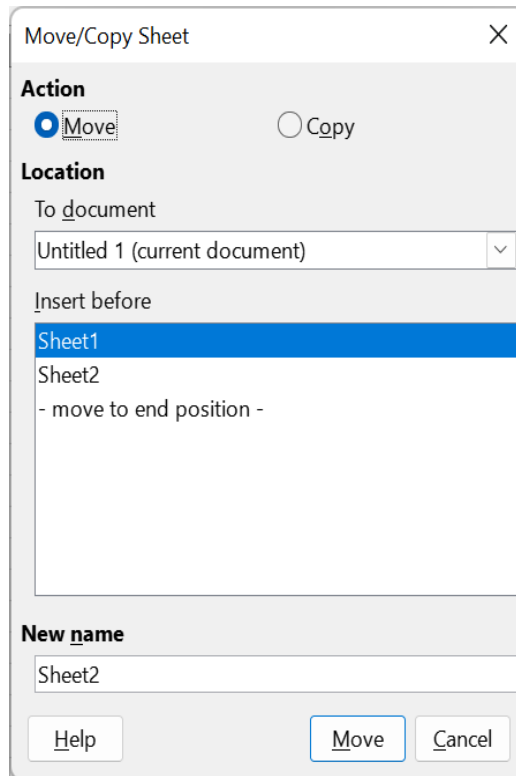 Move/Copy Sheet
Action
Move Copy
Location
To document
Untitled 1 (current document)
Insert before
Sheet1
Sheet2
- move to end position -
New name
Sheet2
Help Move Cancel